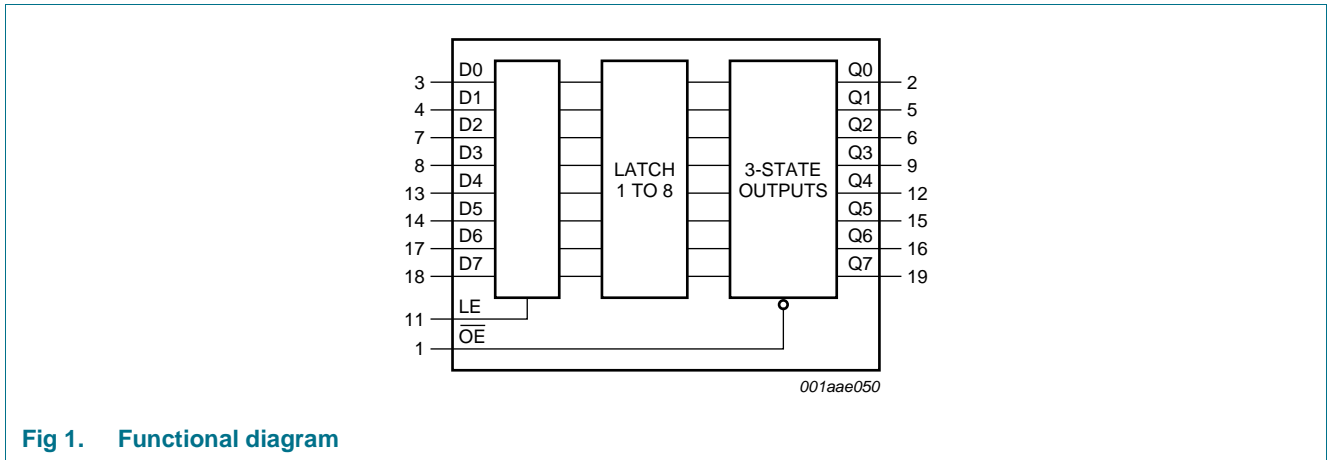 D0 Q0
3 2
D1 Q1
4 5
D2 Q2
7 6
D3 Q3
8 9
LATCH 3-STATE
D4 1 TO 8 OUTPUTS Q4
13 12
D5 Q5
14 15
D6 Q6
17 16
D7 Q7
18 19
LE
11
OE
1
001aae050
Fig 1. Functional diagram